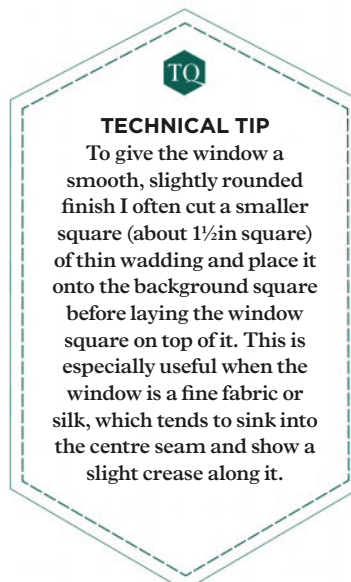 TQ
TECHNICAL TIP
To give the window a
smooth, slightly rounded
finish I often cut a smaller
square (about 1½in square)
of thin wadding and place it
onto the background square
before laying the window
square on top of it. This is
especially useful when the
window is a fine fabric or
silk, which tends to sink into
the centre seam and show a
slight crease along it.